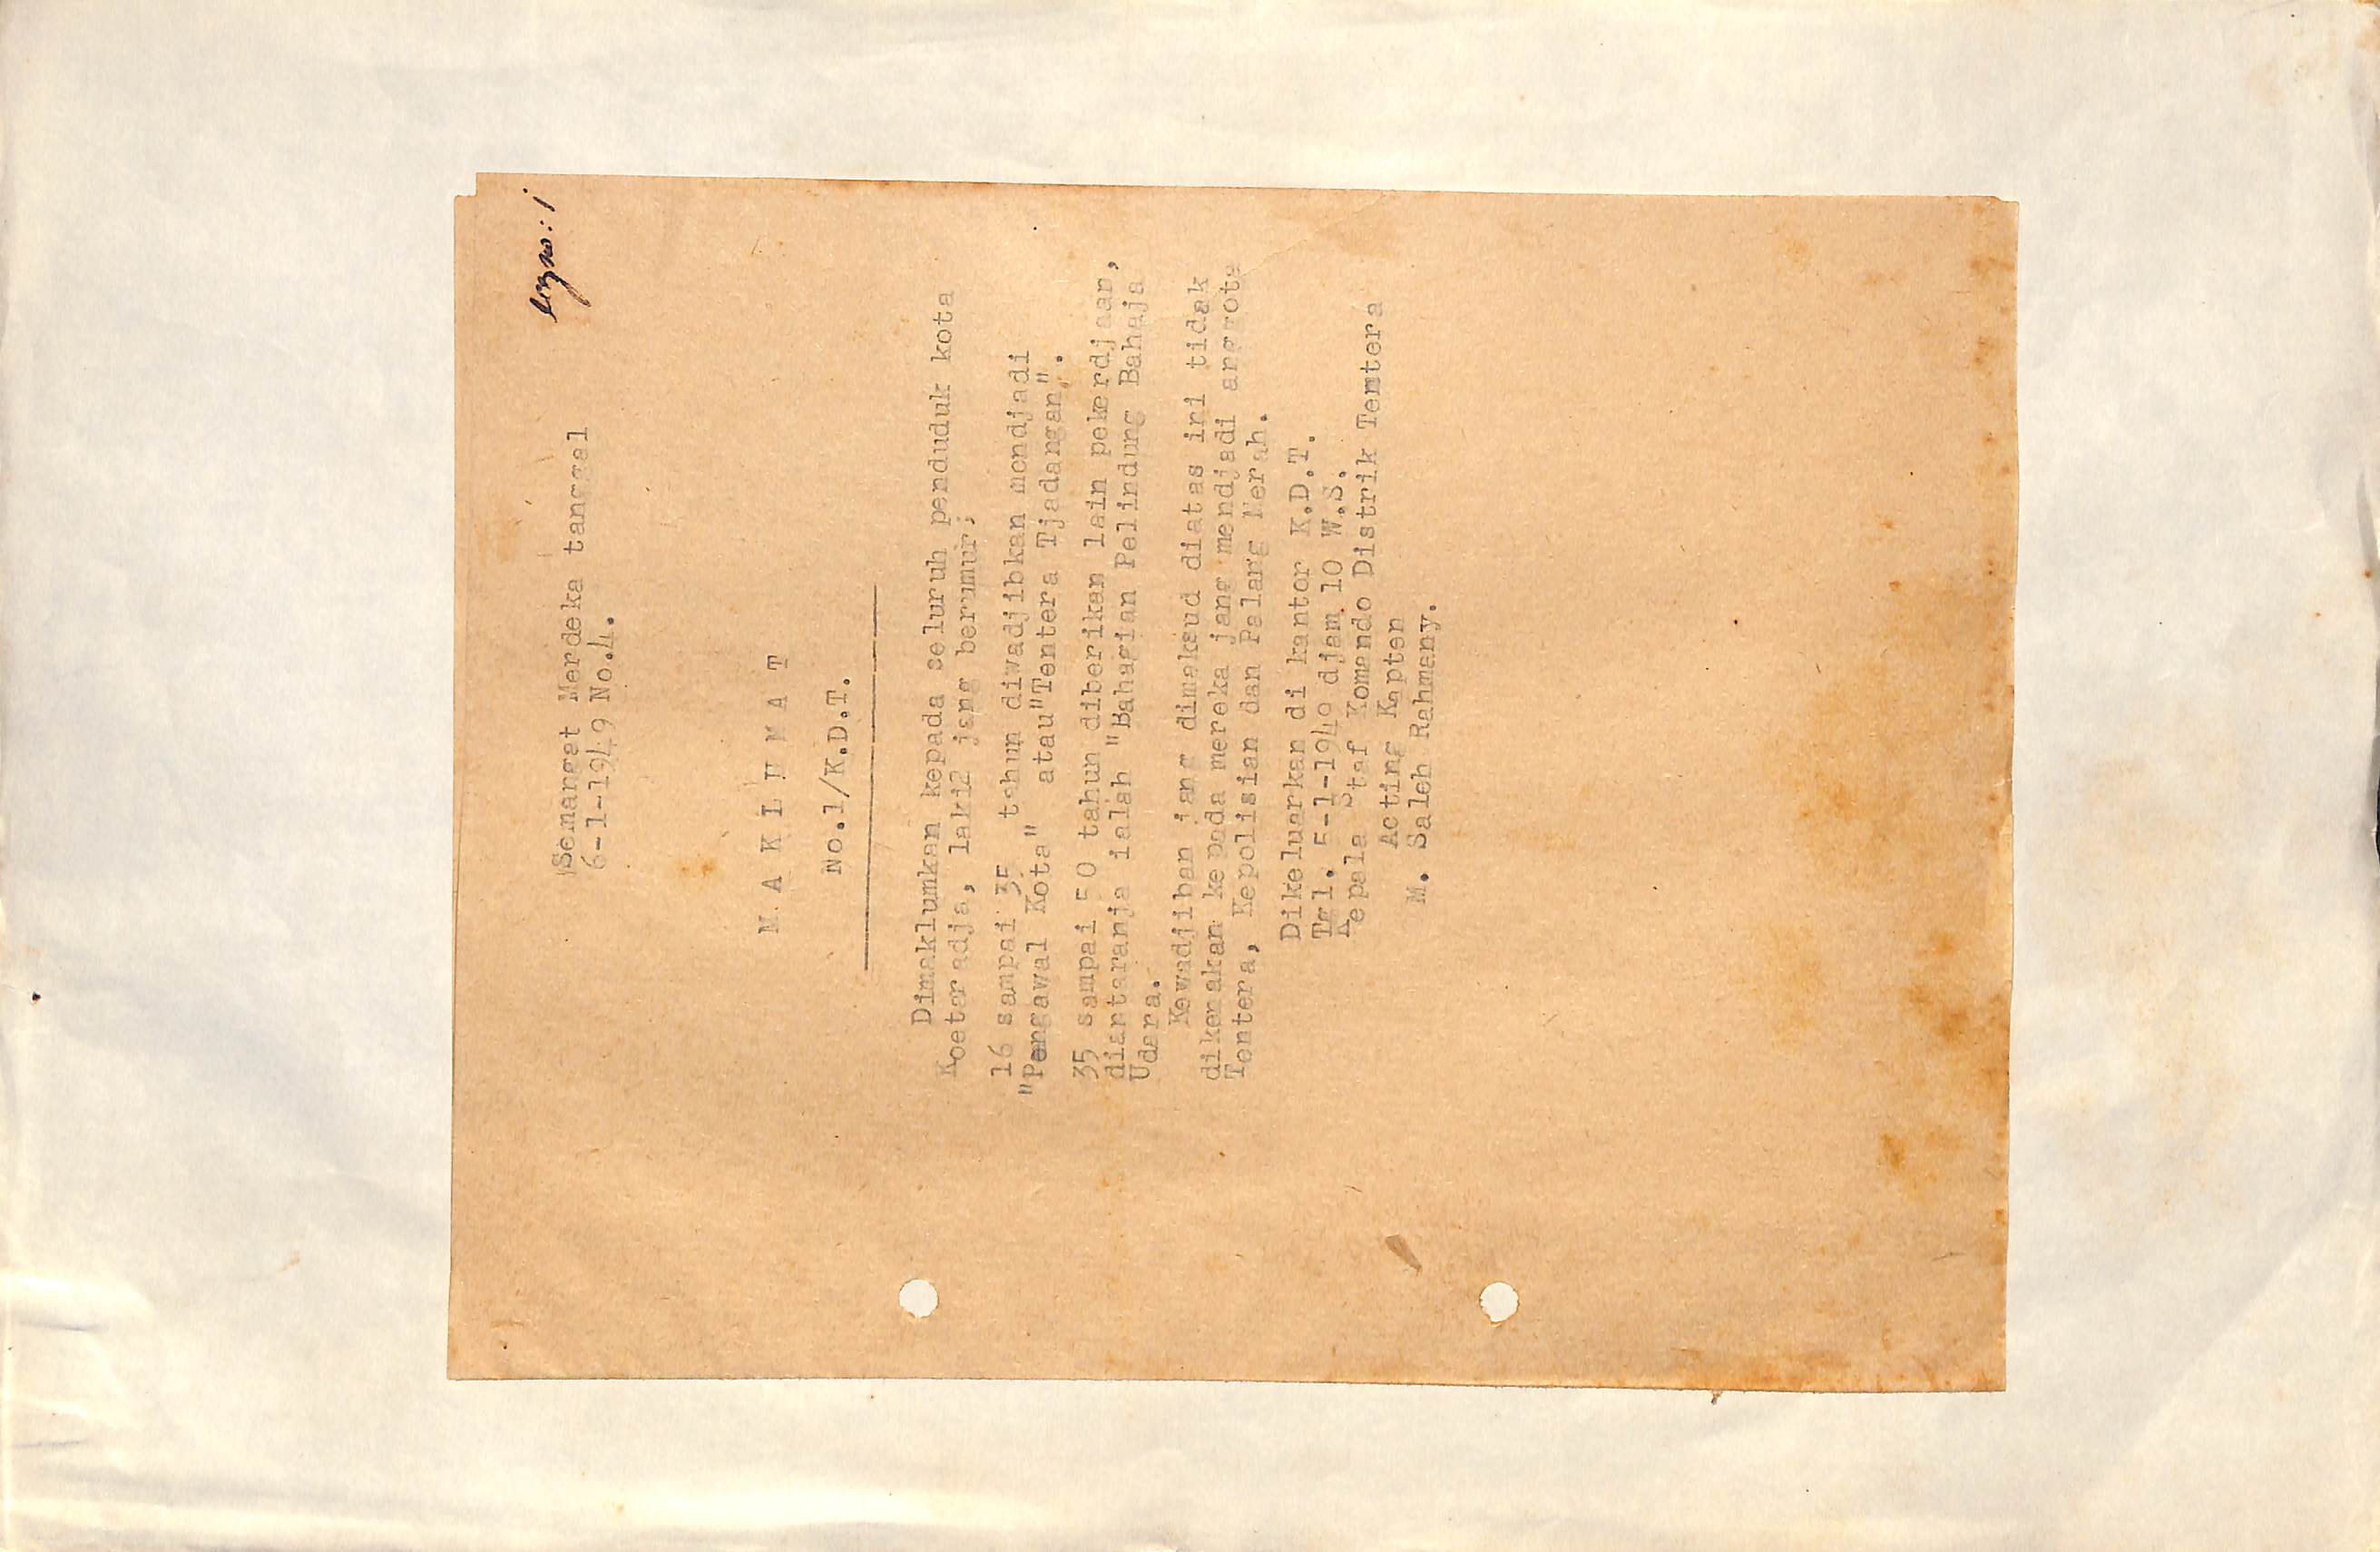 Semangat Merdeka tanggal
6-1-1949 No.4.
M A K L U M A T
No.1/K.D.T.
Dimaklumkan kepada seluruh penduduk kota
Koetaradja, laki2 jang berumur;
16 sampai 35 tahun diwadjibkan mendjadi
"Pengawal Kota" atau "Tentera Tjadangan".
35 sampai 50 tahun diberikan lain pekerdjaan,
diantaranja ialah "Bahagian Pelindung Bahaja
Udara.
Kewadjiban jang dimaksud diatas ini tidak
dikenakan kepada mereka jang mendjadi anggota
Tentera, Kepolisian dan Palang Merah.
Dikeluarkan di kantor K.D.T.
Tgl. 5-1-1949 djam 10 W.S.
Kepala Staf Komando Distrik Tentera
Acting Kapten
M. Saleh Rahmany.